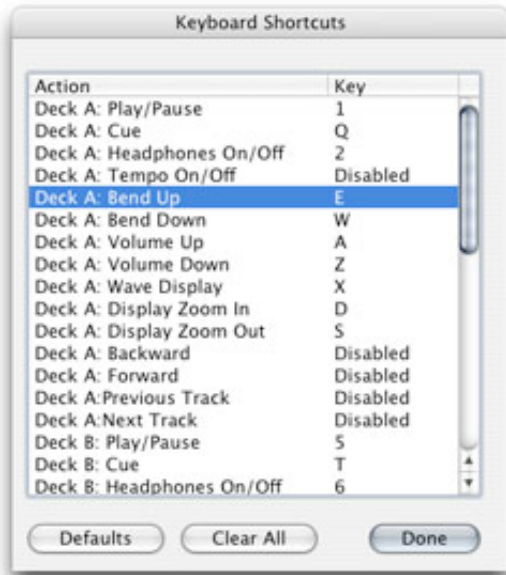 Keyboard Shortcuts
Action Key
Deck A: Play/Pause 1
Deck A: Cue Q
Deck A: Headphones On/Off 2
Deck A: Tempo On/Off Disabled
Deck A: Bend Up E
Deck A: Bend Down W
Deck A: Volume Up A
Deck A: Volume Down Z
Deck A: Wave Display X
Deck A: Display Zoom In D
Deck A: Display Zoom Out S
Deck A: Backward Disabled
Deck A: Forward Disabled
Deck A:Previous Track Disabled
Deck A:Next Track Disabled
Deck B: Play/Pause 5
Deck B: Cue T
Deck B: Headphones On/Off 6
Defaults Clear All Done